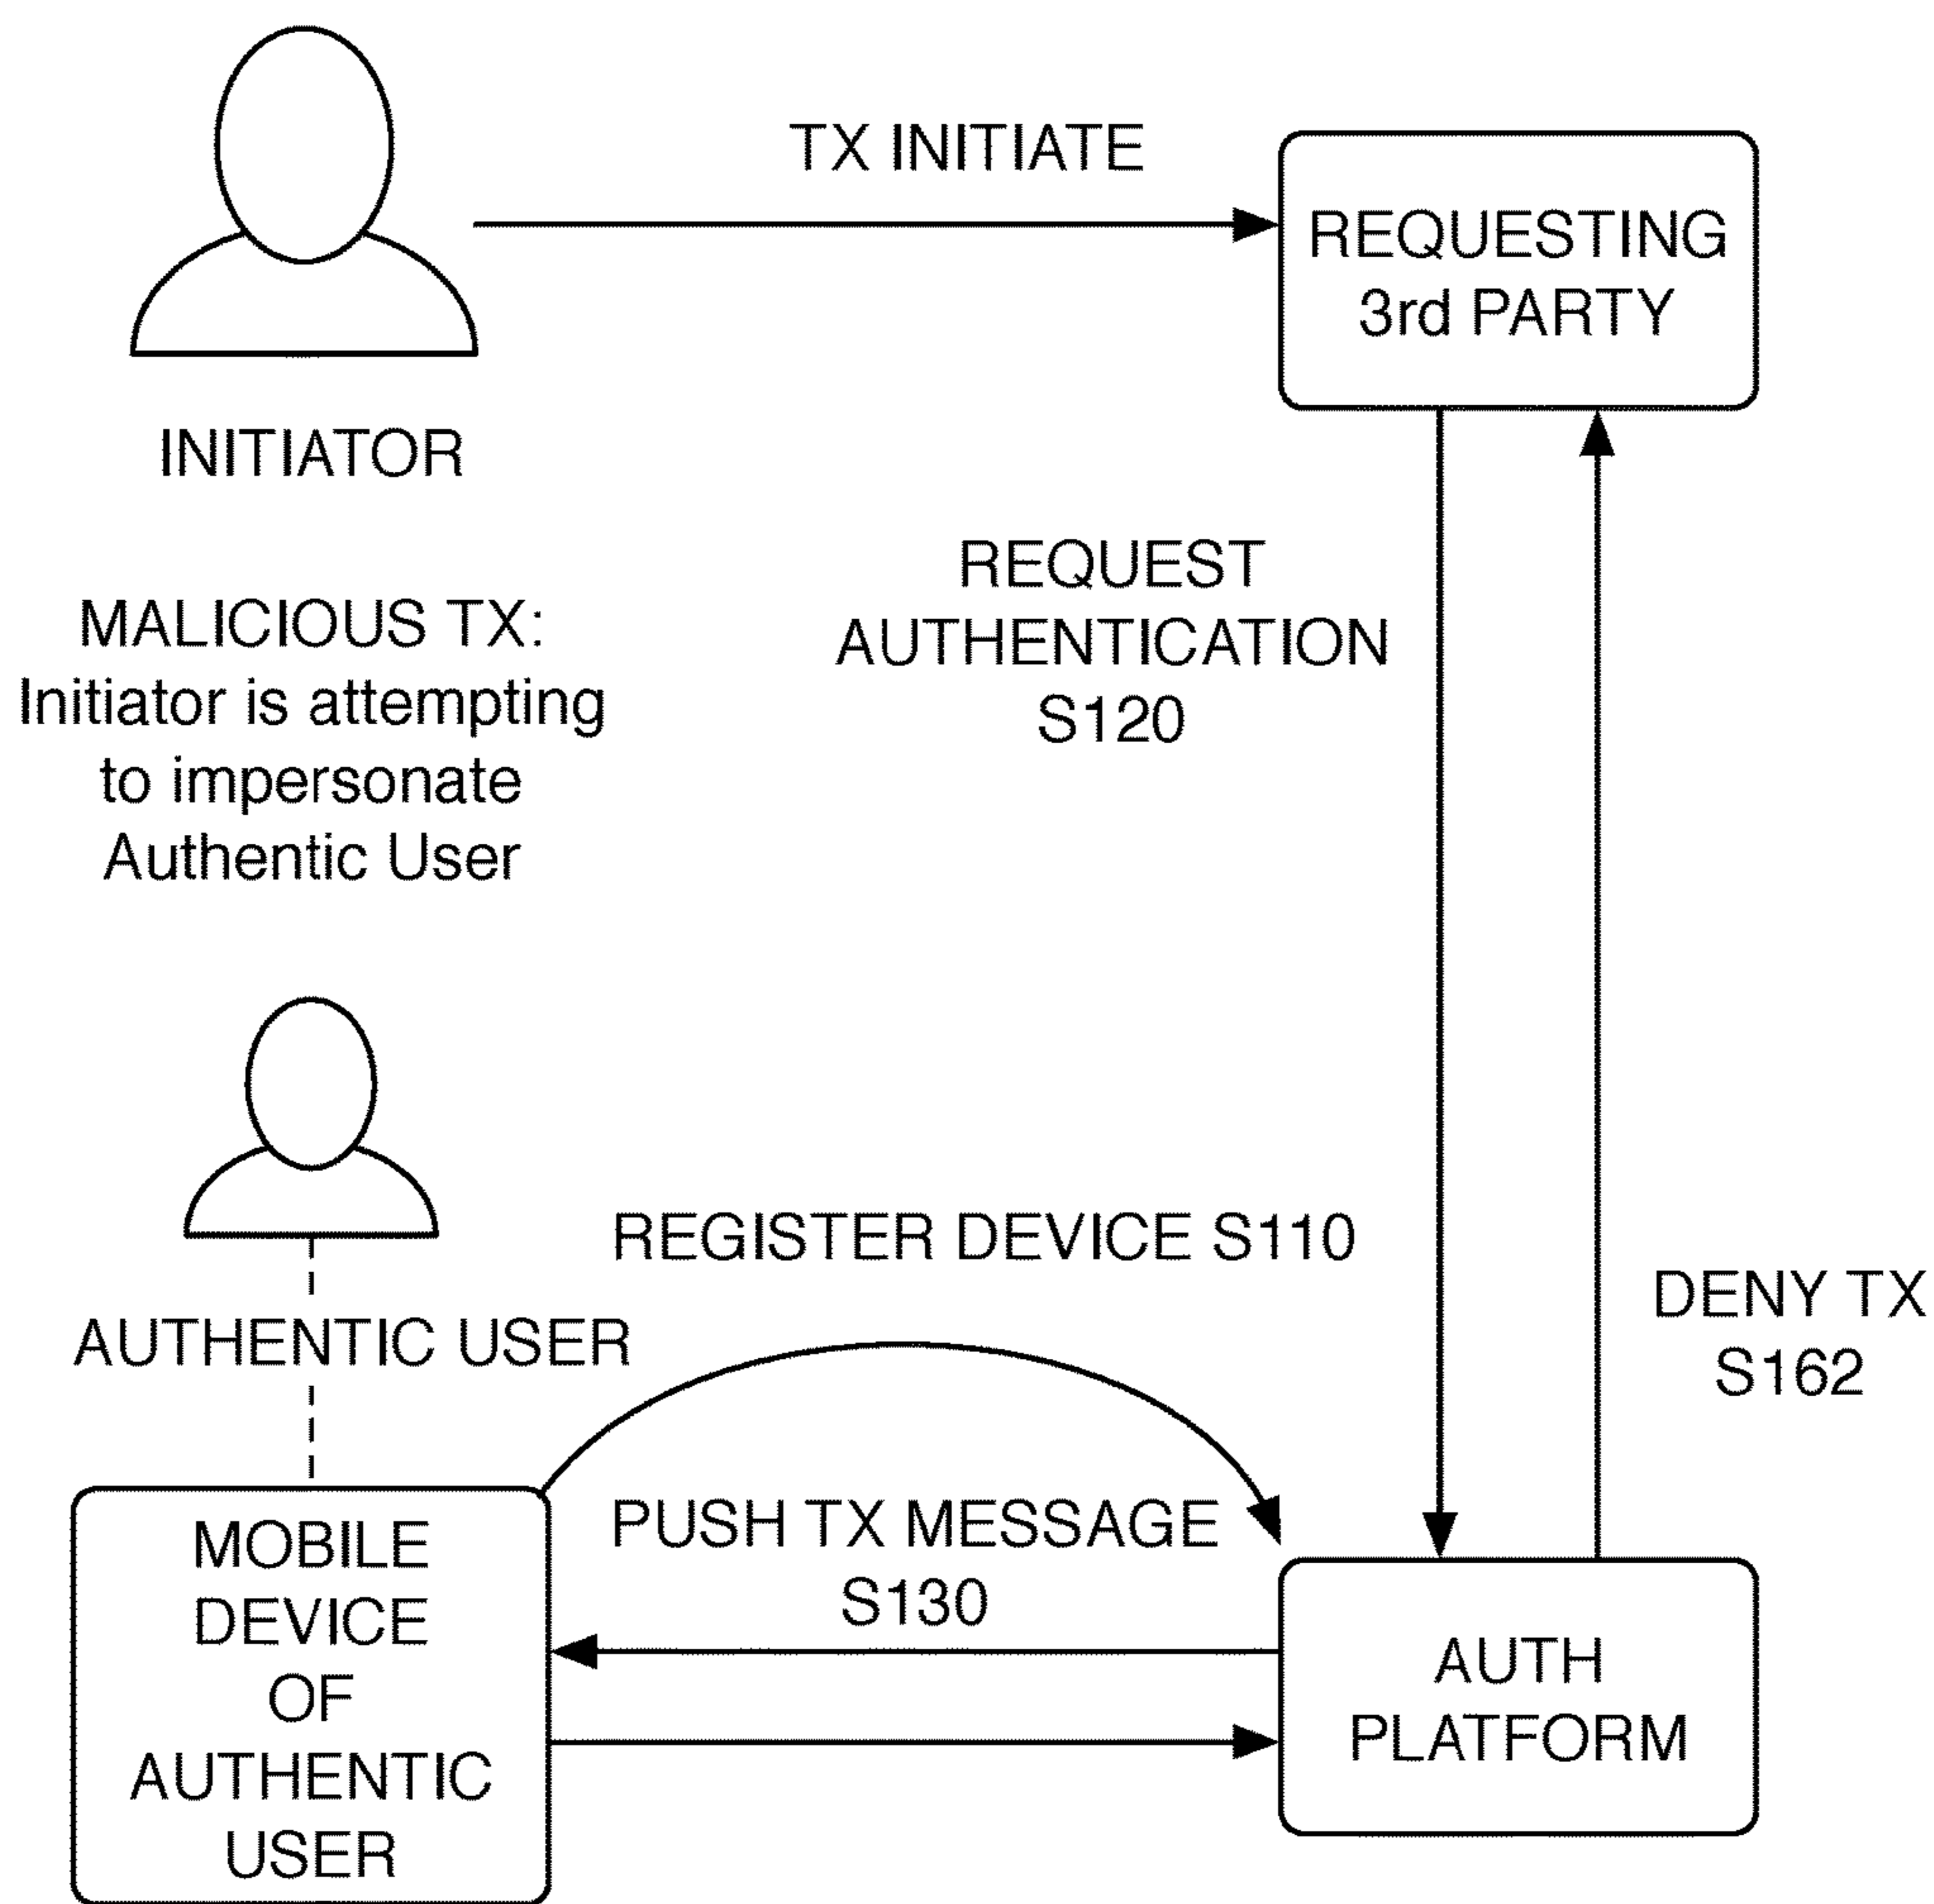 TX INITIATE
REQUESTING
3rd PARTY
INITIATOR
MALICIOUS TX:
Initiator is attempting
to impersonate
Authentic User
REQUEST
AUTHENTICATION
S120
REGISTER DEVICE S110
DENY TX
S162
AUTHENTIC USER
PUSH TX MESSAGE
S130
MOBILE
DEVICE
OF
AUTHENTIC
USER
AUTH
PLATFORM